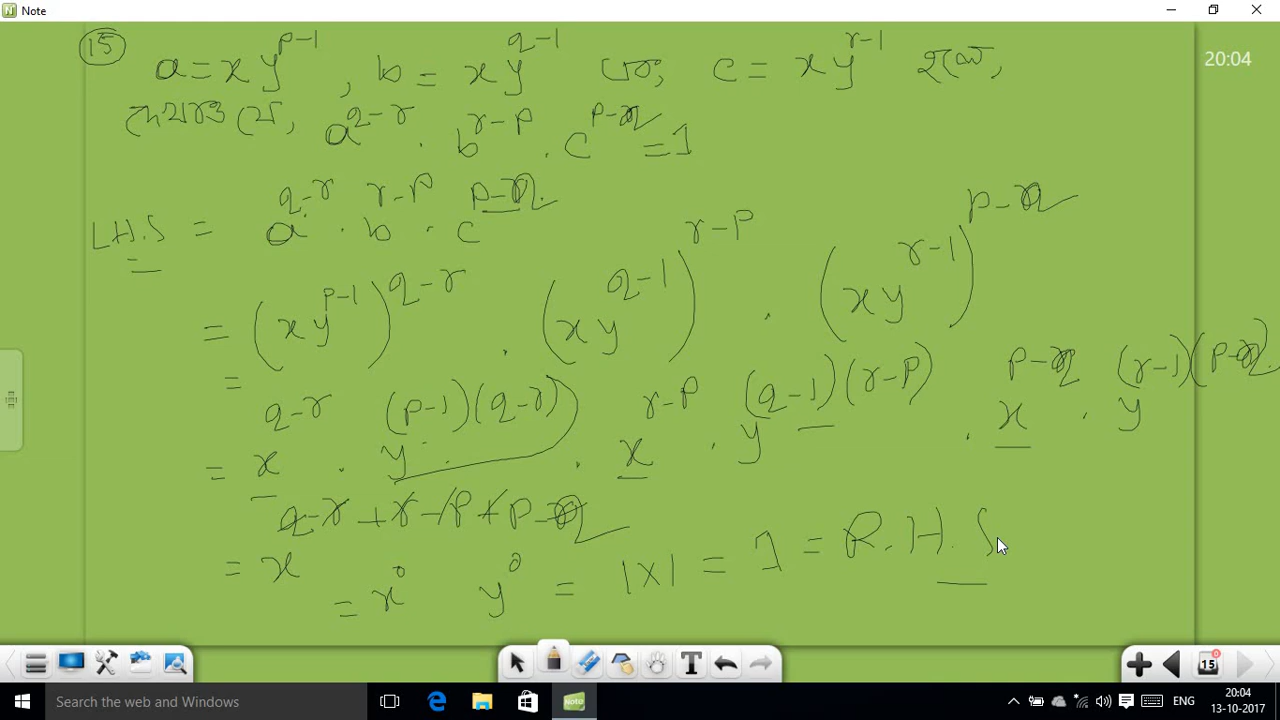 Note
20:04
(15) a = xy^{p-1}, b = xy^{q-1} এবং c = xy^{r-1} হলে,
দেখাও যে, a^{q-r} . b^{r-p} . c^{p-q} = 1
L.H.S = a^{q-r} . b^{r-p} . c^{p-q}
= (xy^{p-1})^{q-r} . (xy^{q-1})^{r-p} . (xy^{r-1})^{p-q}
=
= x^{q-r} . y^{(p-1)(q-r)} . x^{r-p} . y^{(q-1)(r-p)} . x^{p-q} . y^{(r-1)(p-q)}
= x^{q-r+r-p+p-q}
= x^0 y^0 = 1×1 = 1 = R.H.S
15
Search the web and Windows
ENG
20:04
13-10-2017